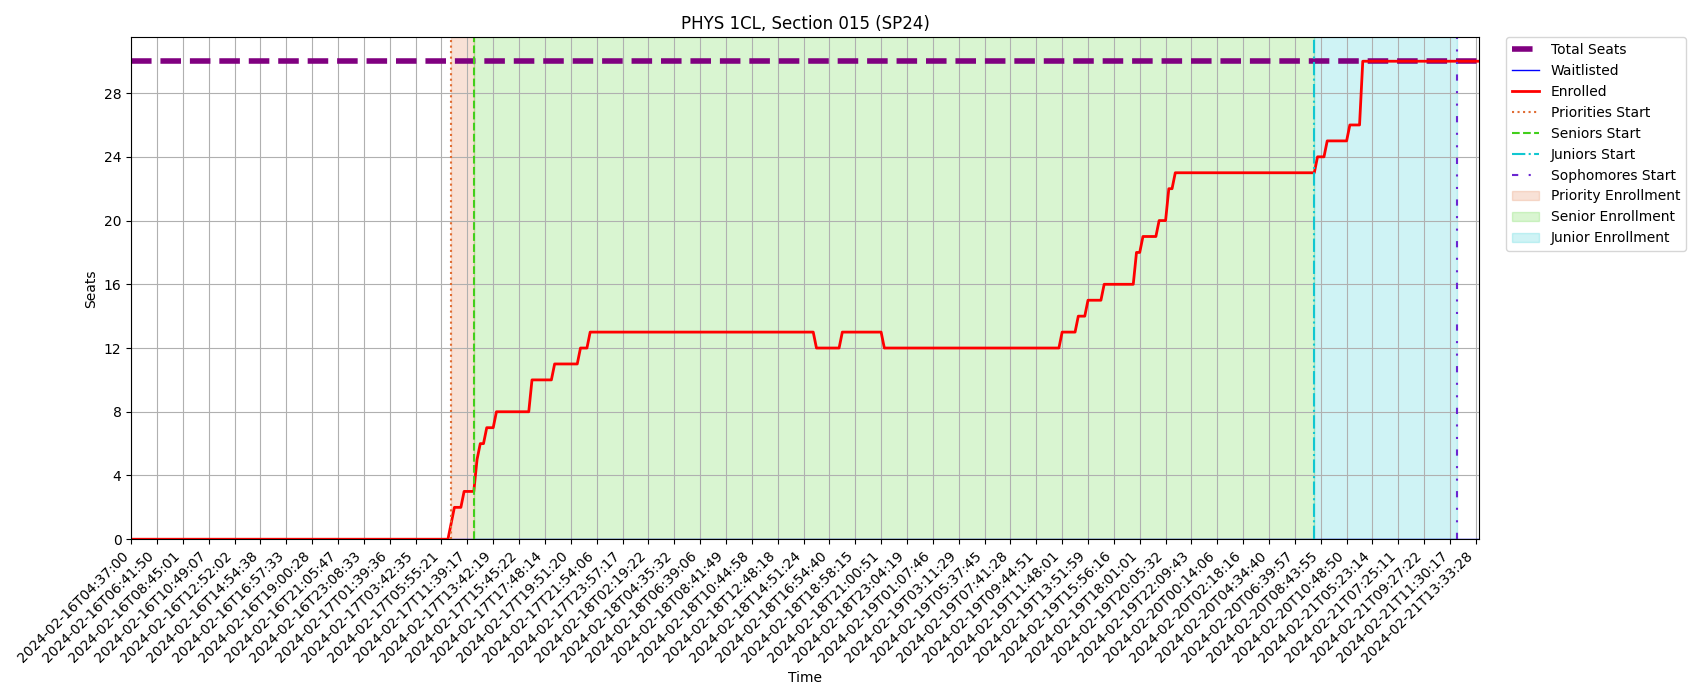 PHYS 1CL, Section 015 (SP24)
Total Seats
Waitlisted
Enrolled
Priorities Start
Seniors Start
Juniors Start
Sophomores Start
Priority Enrollment
Senior Enrollment
Junior Enrollment
Seats
28
24
20
16
12
8
4
0
2024-02-16T04:37:00
2024-02-16T06:41:50
2024-02-16T08:45:01
2024-02-16T10:49:07
2024-02-16T12:52:02
2024-02-16T14:54:38
2024-02-16T16:57:33
2024-02-16T19:00:28
2024-02-16T21:05:47
2024-02-16T23:08:33
2024-02-17T01:39:36
2024-02-17T03:42:35
2024-02-17T05:55:21
2024-02-17T11:39:17
2024-02-17T13:42:19
2024-02-17T15:45:22
2024-02-17T17:48:14
2024-02-17T19:51:20
2024-02-17T21:54:06
2024-02-17T23:57:17
2024-02-18T02:19:22
2024-02-18T04:35:32
2024-02-18T06:39:06
2024-02-18T08:41:49
2024-02-18T10:44:58
2024-02-18T12:48:18
2024-02-18T14:51:24
2024-02-18T16:54:40
2024-02-18T18:58:15
2024-02-18T21:00:51
2024-02-18T23:04:19
2024-02-19T01:07:46
2024-02-19T03:11:29
2024-02-19T05:37:45
2024-02-19T07:41:28
2024-02-19T09:44:51
2024-02-19T11:48:01
2024-02-19T13:51:59
2024-02-19T15:56:16
2024-02-19T18:01:01
2024-02-19T20:05:32
2024-02-19T22:09:43
2024-02-20T00:14:06
2024-02-20T02:18:16
2024-02-20T04:34:40
2024-02-20T06:39:57
2024-02-20T08:43:55
2024-02-20T10:48:50
2024-02-21T05:23:14
2024-02-21T07:25:11
2024-02-21T09:27:22
2024-02-21T11:30:17
2024-02-21T13:33:28
Time